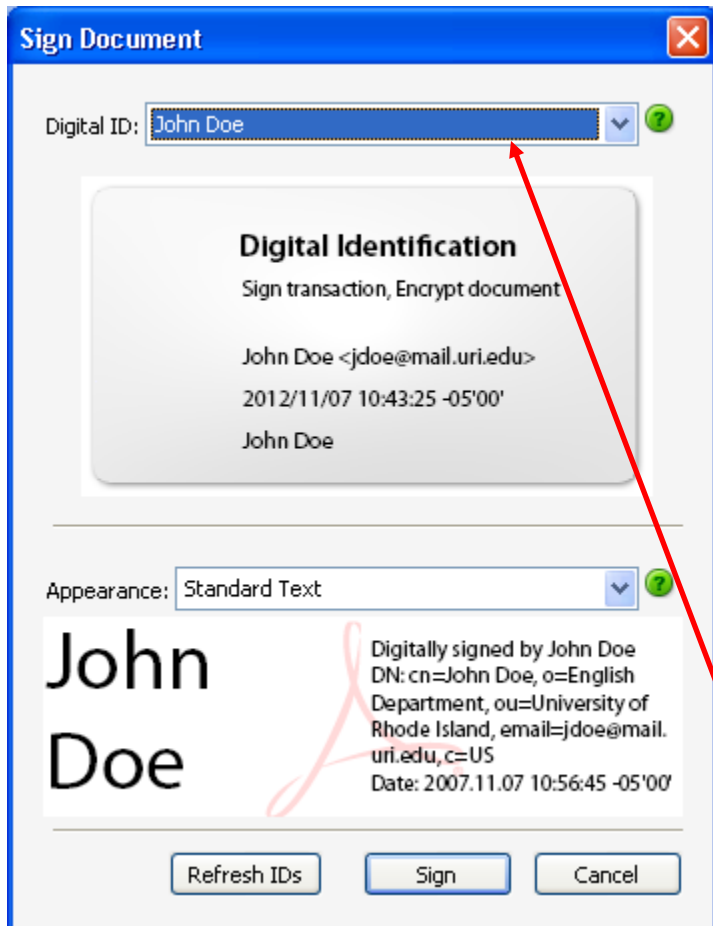 Sign Document
Digital ID: John Doe ?
Digital Identification
Sign transaction, Encrypt document
John Doe <jdoe@mail.uri.edu>
2012/11/07 10:43:25 -05'00'
John Doe
Appearance: Standard Text ?
John
Doe
Digitally signed by John Doe
DN: cn=John Doe, o=English
Department, ou=University of
Rhode Island, email=jdoe@mail.
uri.edu, c=US
Date: 2007.11.07 10:56:45 -05'00'
Refresh IDs Sign Cancel